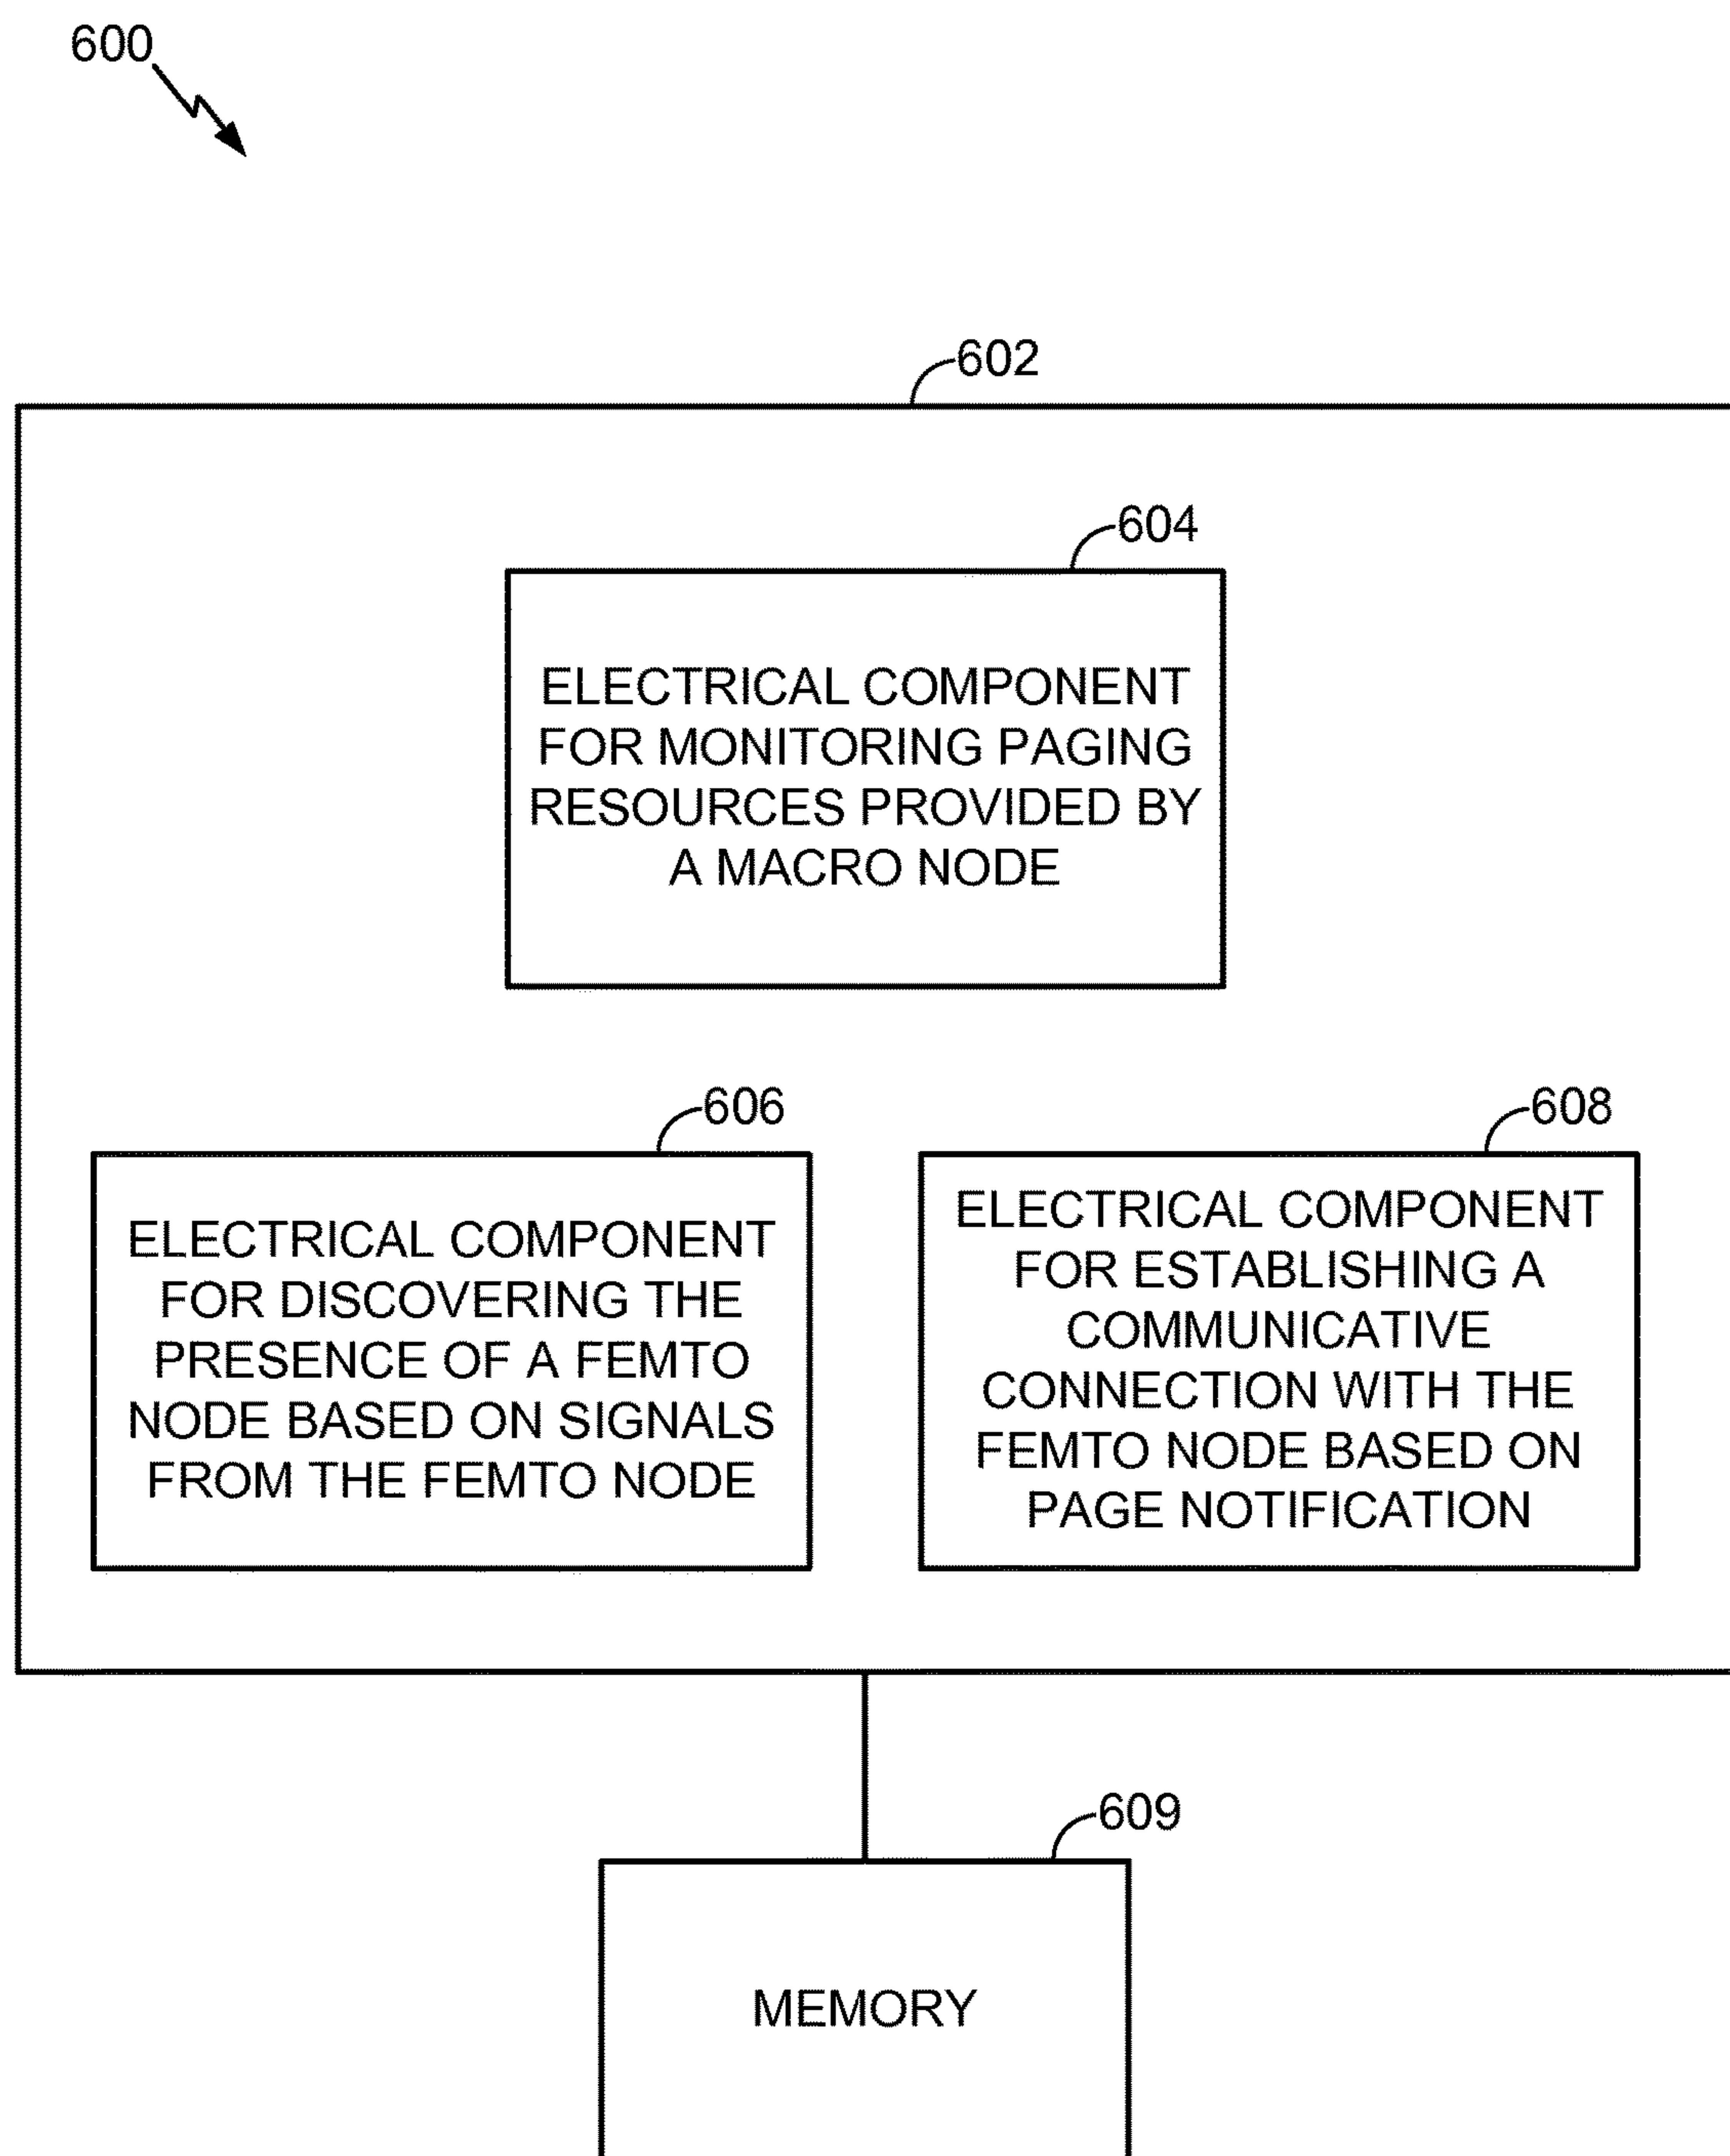 600
602
604
ELECTRICAL COMPONENT
FOR MONITORING PAGING
RESOURCES PROVIDED BY
A MACRO NODE
606
ELECTRICAL COMPONENT
FOR DISCOVERING THE
PRESENCE OF A FEMTO
NODE BASED ON SIGNALS
FROM THE FEMTO NODE
608
ELECTRICAL COMPONENT
FOR ESTABLISHING A
COMMUNICATIVE
CONNECTION WITH THE
FEMTO NODE BASED ON
PAGE NOTIFICATION
609
MEMORY